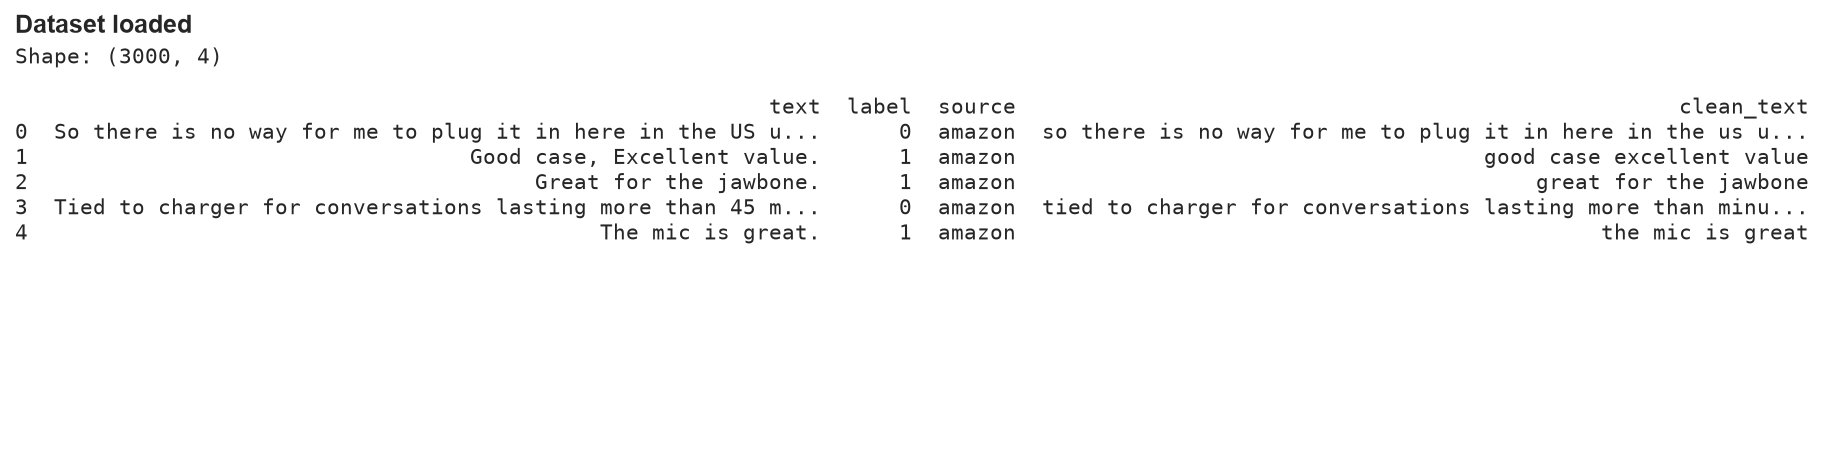 Dataset loaded
Shape: (3000, 4)
text  label  source  clean_text
0  So there is no way for me to plug it in here in the US u...  0  amazon  so there is no way for me to plug it in here in the us u...
1  Good case, Excellent value.  1  amazon  good case excellent value
2  Great for the jawbone.  1  amazon  great for the jawbone
3  Tied to charger for conversations lasting more than 45 m...  0  amazon  tied to charger for conversations lasting more than minu...
4  The mic is great.  1  amazon  the mic is great